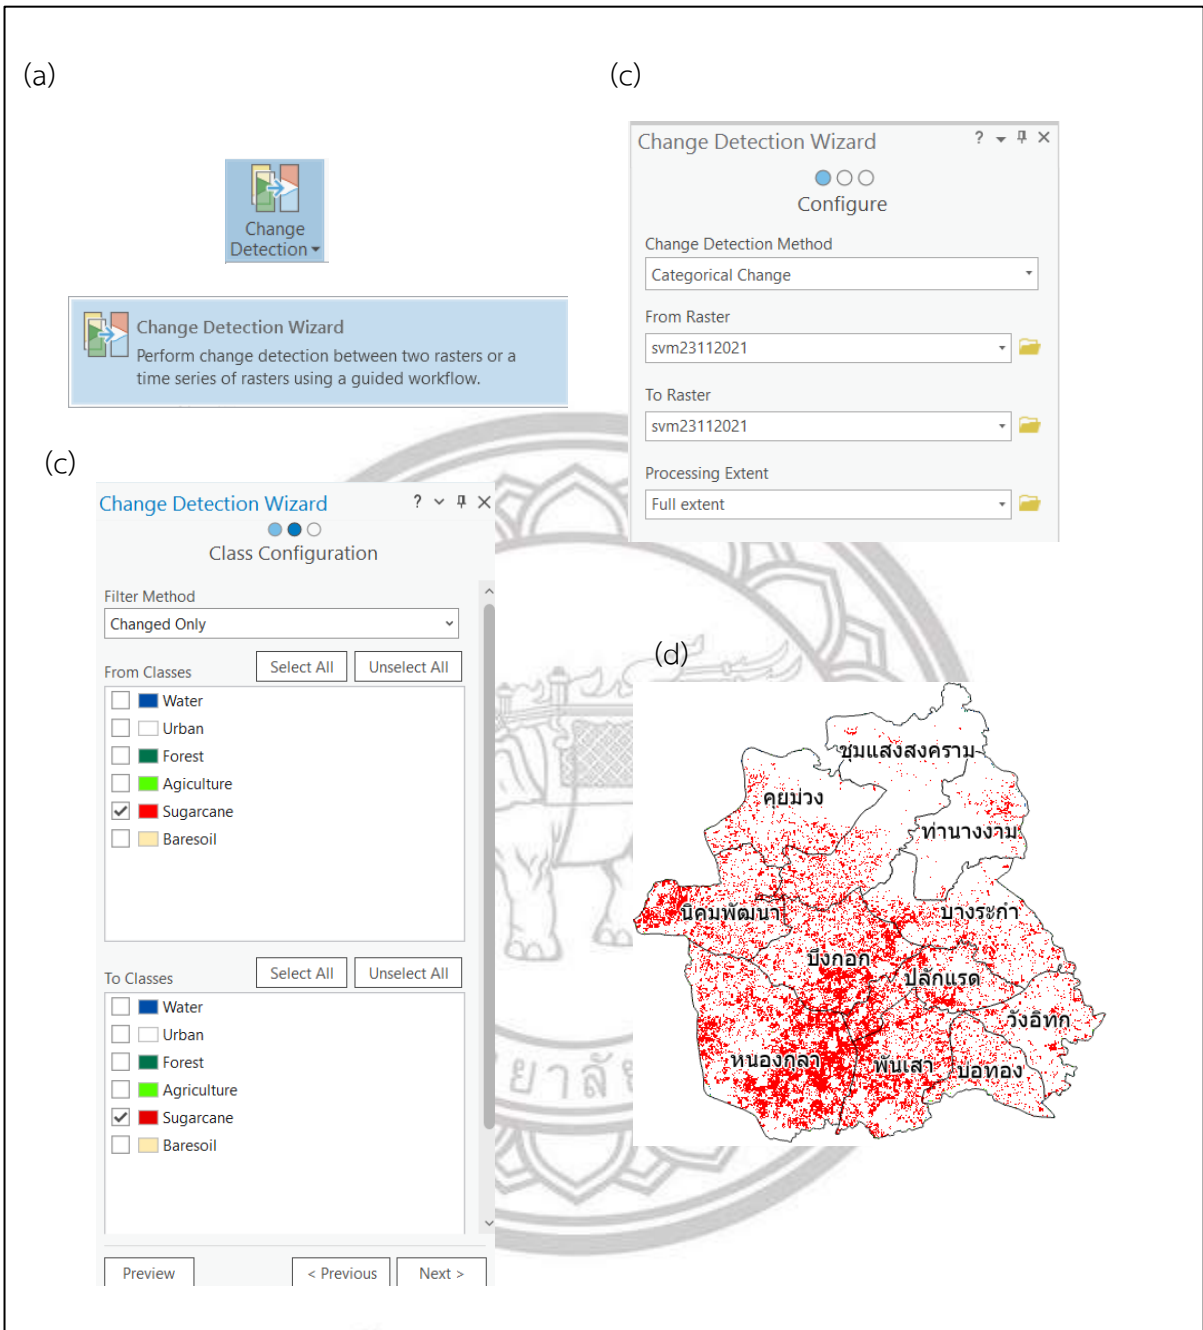 (a)
Change
Detection
Change Detection Wizard
Perform change detection between two rasters or a
time series of rasters using a guided workflow.
(c)
Change Detection Wizard
?
Configure
Change Detection Method
Categorical Change
From Raster
svm23112021
To Raster
svm23112021
Processing Extent
Full extent
(c)
Change Detection Wizard
?
Class Configuration
Filter Method
Changed Only
From Classes
Select All
Unselect All
Water
Urban
Forest
Agiculture
Sugarcane
Baresoil
To Classes
Select All
Unselect All
Water
Urban
Forest
Agriculture
Sugarcane
Baresoil
Preview
< Previous
Next >
(d)
ชุมแสงสงคราม
คุยม่วง
ท่านางงาม
นิคมพัฒนา
บางระกำ
บึงกอก
ปลักแรด
วังอิทก
หนองกุลา
พันเสา
บ่อทอง